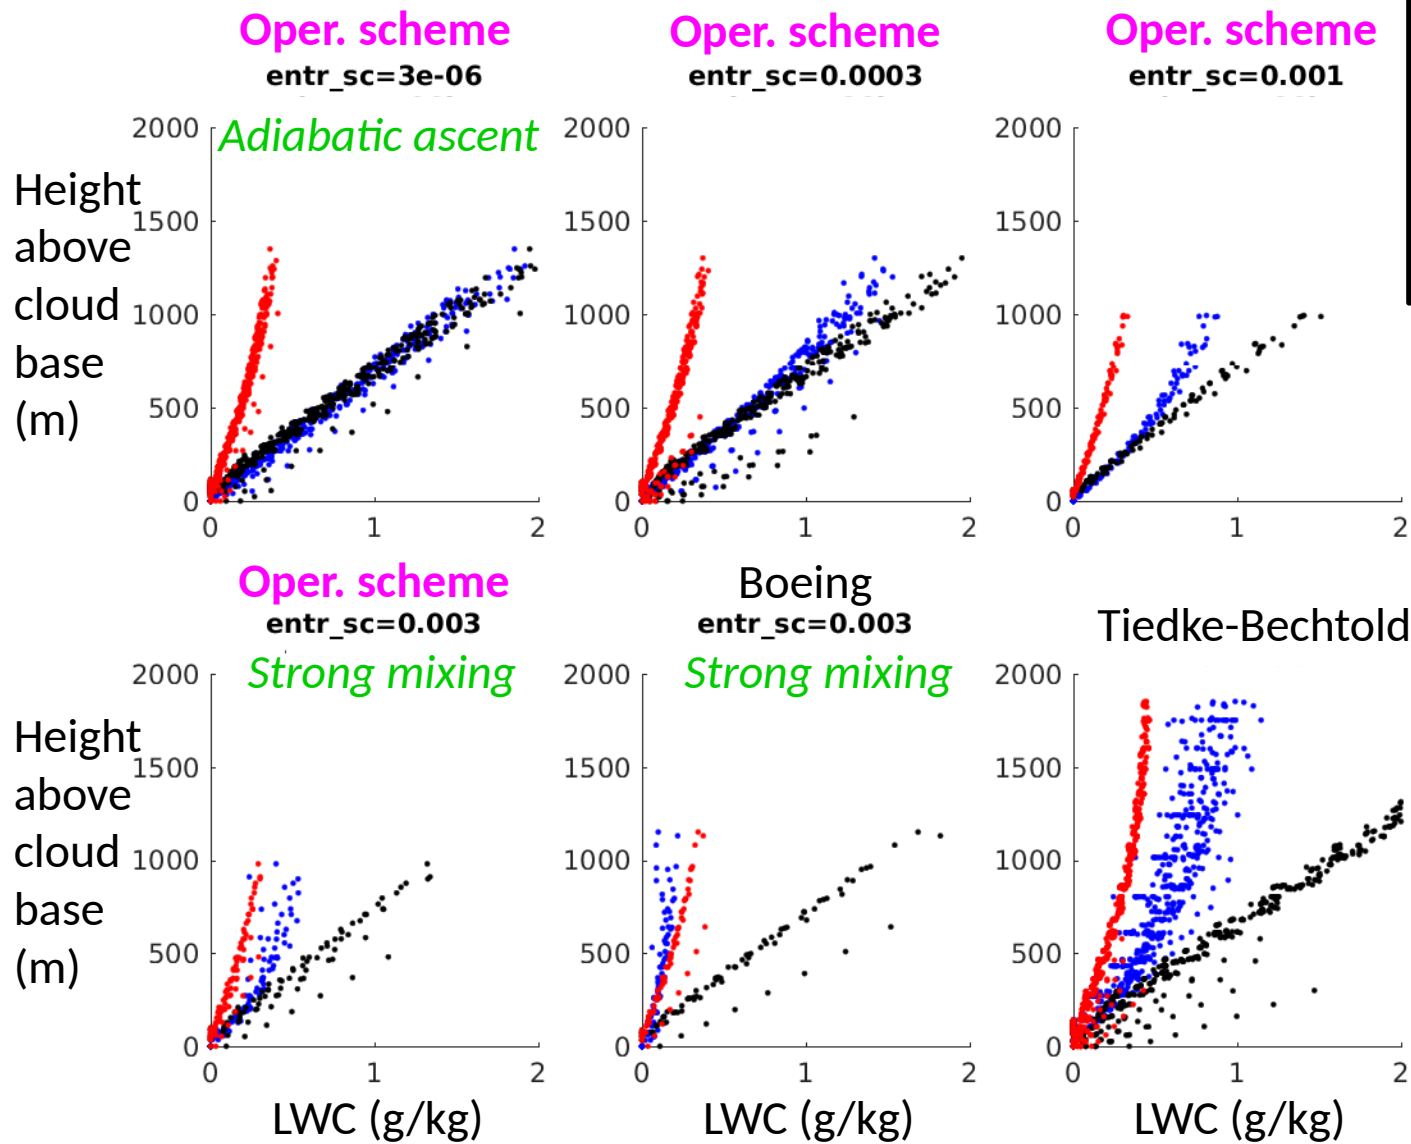 Oper. scheme
entr_sc=3e-06
Adiabatic ascent
Height
above
cloud
base
(m)
2000
1500
1000
500
0
0 1 2
Oper. scheme
entr_sc=0.0003
2000
1500
1000
500
0
0 1 2
Oper. scheme
entr_sc=0.001
2000
1500
1000
500
0
0 1 2
Oper. scheme
entr_sc=0.003
Strong mixing
Height
above
cloud
base
(m)
2000
1500
1000
500
0
0 1 2
LWC (g/kg)
Boeing
entr_sc=0.003
Strong mixing
2000
1500
1000
500
0
0 1 2
LWC (g/kg)
Tiedke-Bechtold
2000
1500
1000
500
0
0 1 2
LWC (g/kg)